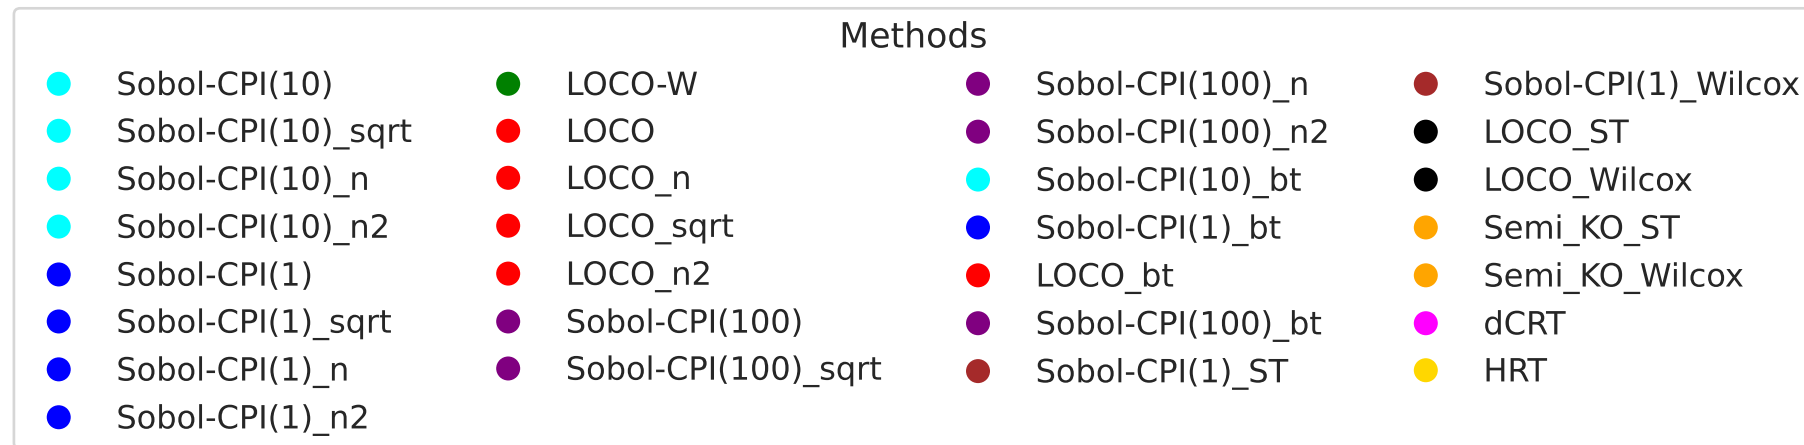 Methods
Sobol-CPI(10)
Sobol-CPI(10)_sqrt
Sobol-CPI(10)_n
Sobol-CPI(10)_n2
Sobol-CPI(1)
Sobol-CPI(1)_sqrt
Sobol-CPI(1)_n
Sobol-CPI(1)_n2
LOCO-W
LOCO
LOCO_n
LOCO_sqrt
LOCO_n2
Sobol-CPI(100)
Sobol-CPI(100)_sqrt
Sobol-CPI(100)_n
Sobol-CPI(100)_n2
Sobol-CPI(10)_bt
Sobol-CPI(1)_bt
LOCO_bt
Sobol-CPI(100)_bt
Sobol-CPI(1)_ST
Sobol-CPI(1)_Wilcox
LOCO_ST
LOCO_Wilcox
Semi_KO_ST
Semi_KO_Wilcox
dCRT
HRT